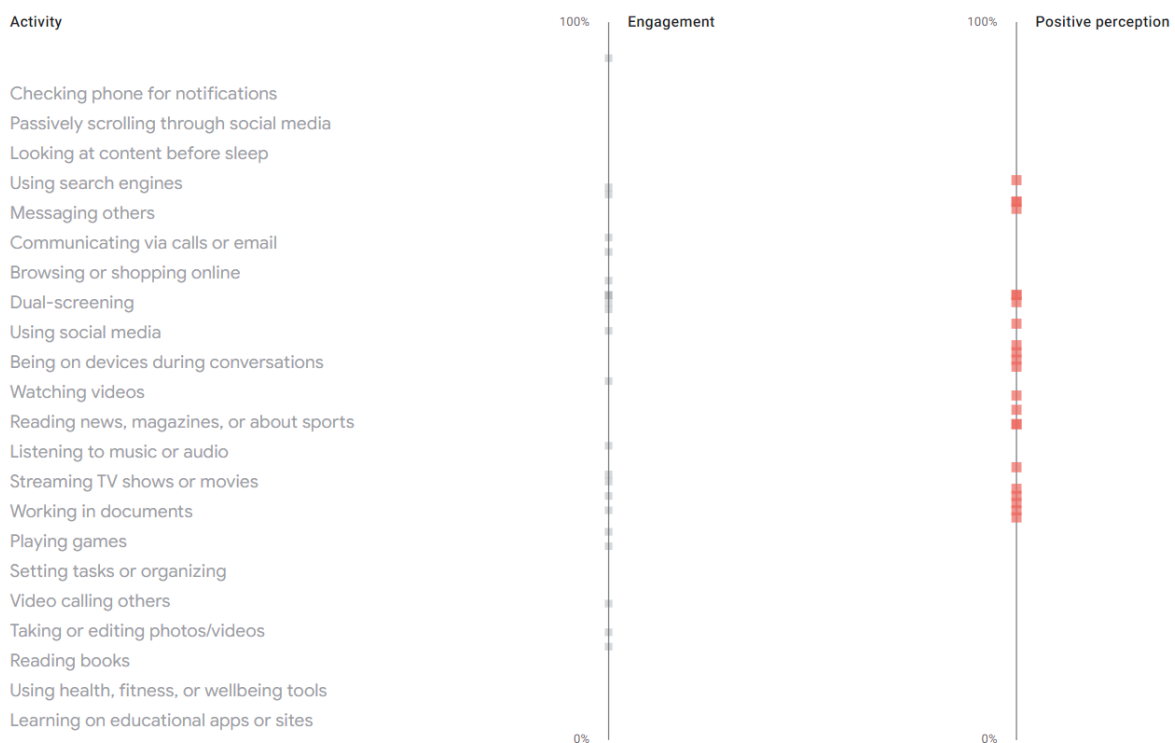 Activity
100%
Engagement
100%
Positive perception
Checking phone for notifications
Passively scrolling through social media
Looking at content before sleep
Using search engines
Messaging others
Communicating via calls or email
Browsing or shopping online
Dual-screening
Using social media
Being on devices during conversations
Watching videos
Reading news, magazines, or about sports
Listening to music or audio
Streaming TV shows or movies
Working in documents
Playing games
Setting tasks or organizing
Video calling others
Taking or editing photos/videos
Reading books
Using health, fitness, or wellbeing tools
Learning on educational apps or sites
0%
0%